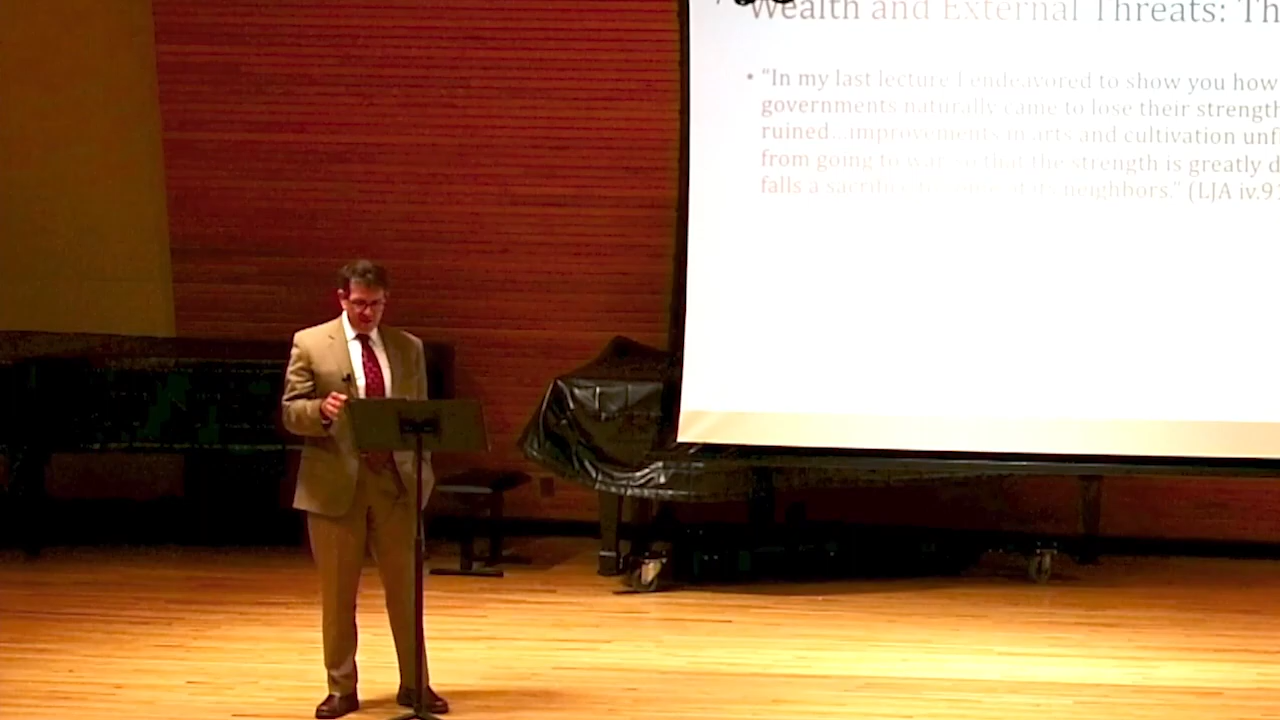 Wealth and External Threats: Th
• “In my last lecture I endeavored to show you how
governments naturally came to lose their strength
ruined...improvements in arts and cultivation unf
from going to war so that the strength is greatly d
falls a sacrifice to its neighbors.” (LJA iv.91